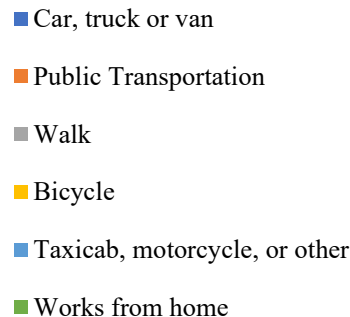 Car, truck or van
Public Transportation
Walk
Bicycle
Taxicab, motorcycle, or other
Works from home